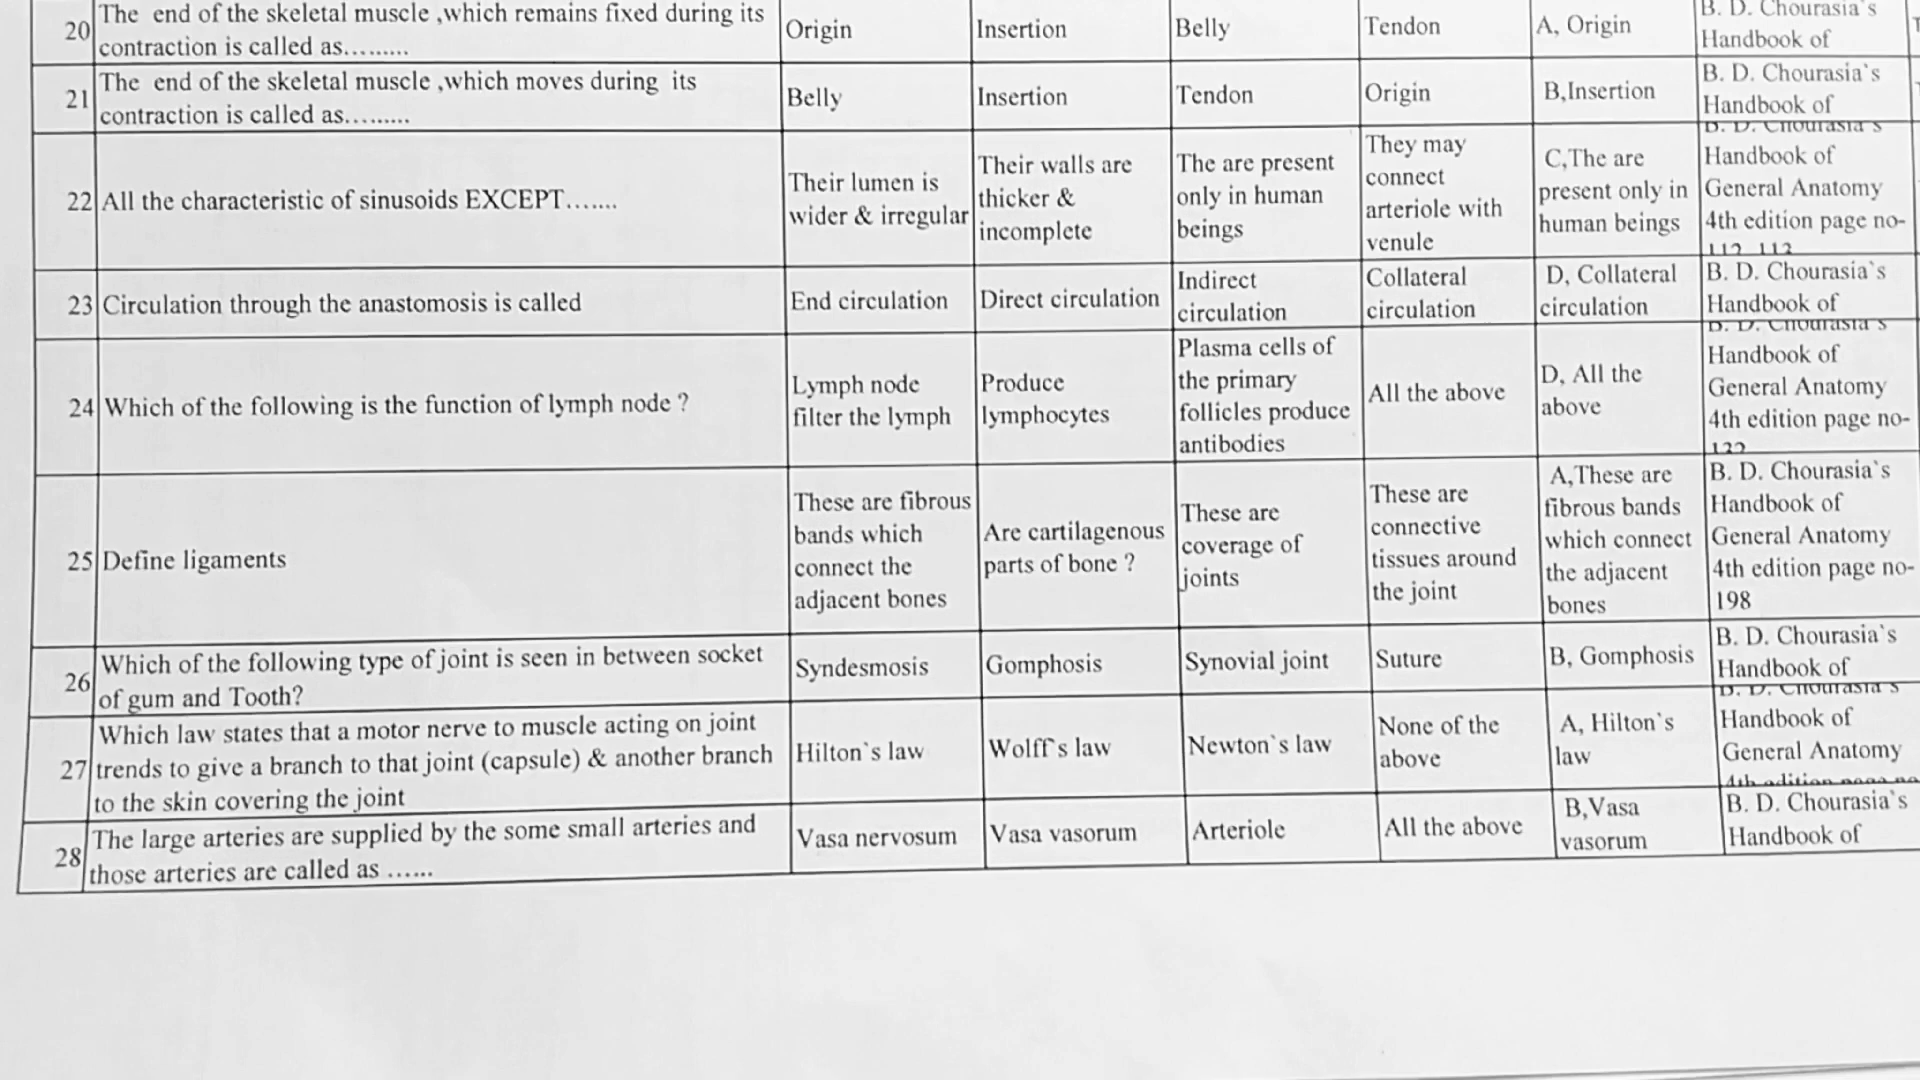 20 The end of the skeletal muscle ,which remains fixed during its contraction is called as......... Origin Insertion Belly Tendon A, Origin B. D. Chourasia`s Handbook of
21 The end of the skeletal muscle ,which moves during its contraction is called as......... Belly Insertion Tendon Origin B,Insertion B. D. Chourasia`s Handbook of
22 All the characteristic of sinusoids EXCEPT....... Their lumen is wider & irregular Their walls are thicker & incomplete The are present only in human beings They may connect arteriole with venule C,The are present only in human beings B. D. Chourasia`s Handbook of General Anatomy 4th edition page no-112, 113
23 Circulation through the anastomosis is called End circulation Direct circulation Indirect circulation Collateral circulation D, Collateral circulation B. D. Chourasia`s Handbook of
24 Which of the following is the function of lymph node ? Lymph node filter the lymph Produce lymphocytes Plasma cells of the primary follicles produce antibodies All the above D, All the above B. D. Chourasia`s Handbook of General Anatomy 4th edition page no-
25 Define ligaments These are fibrous bands which connect the adjacent bones Are cartilagenous parts of bone ? These are coverage of joints These are connective tissues around the joint A,These are fibrous bands which connect the adjacent bones B. D. Chourasia`s Handbook of General Anatomy 4th edition page no-198
26 Which of the following type of joint is seen in between socket of gum and Tooth? Syndesmosis Gomphosis Synovial joint Suture B, Gomphosis B. D. Chourasia`s Handbook of
27 Which law states that a motor nerve to muscle acting on joint trends to give a branch to that joint (capsule) & another branch to the skin covering the joint Hilton`s law Wolff`s law Newton`s law None of the above A, Hilton`s law B. D. Chourasia`s Handbook of General Anatomy 4th edition page no
28 The large arteries are supplied by the some small arteries and those arteries are called as ...... Vasa nervosum Vasa vasorum Arteriole All the above B,Vasa vasorum B. D. Chourasia`s Handbook of